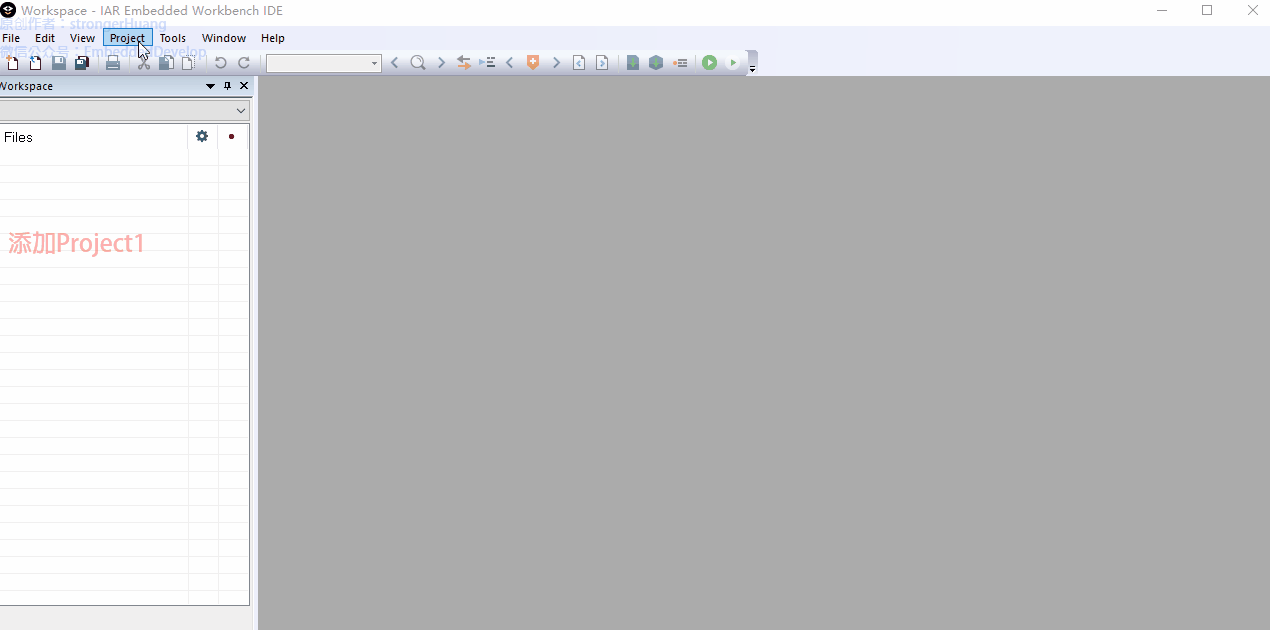 Workspace - IAR Embedded Workbench IDE
原创作者：strongerHuang
File Edit View Project Tools Window Help
微信公众号：EmbeddedDevelop
Workspace
Files
添加Project1